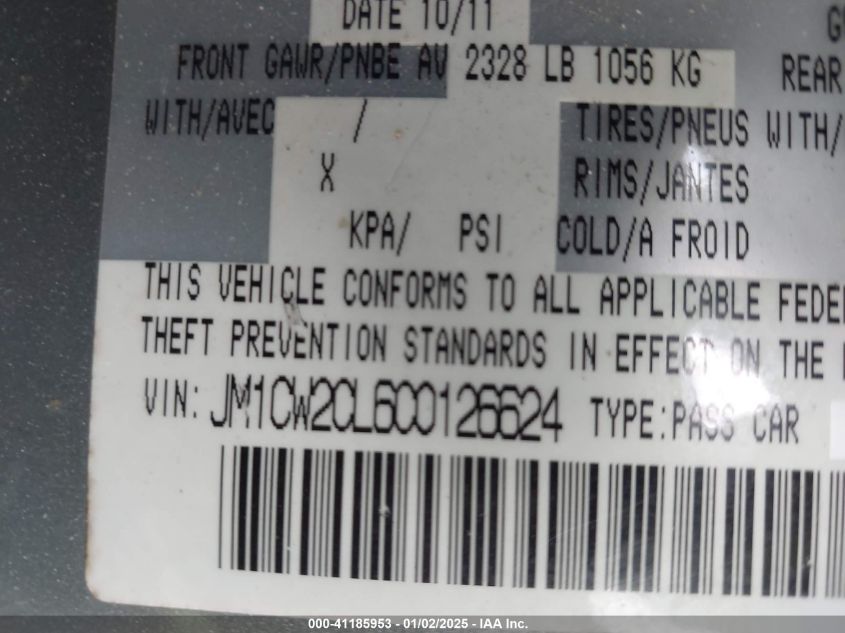 DATE 10/11
FRONT GAWR/PNBE AV 2328 LB 1056 KG
REAR
WITH/AVEC / TIRES/PNEUS WITH/
X RIMS/JANTES
KPA/ PSI COLD/A FROID
THIS VEHICLE CONFORMS TO ALL APPLICABLE
THEFT PREVENTION STANDARDS IN EFFECT ON THE
VIN: JM1CW2CL6C0126624 TYPE:PASS CAR
000-41185953 - 01/02/2025 - IAA Inc.